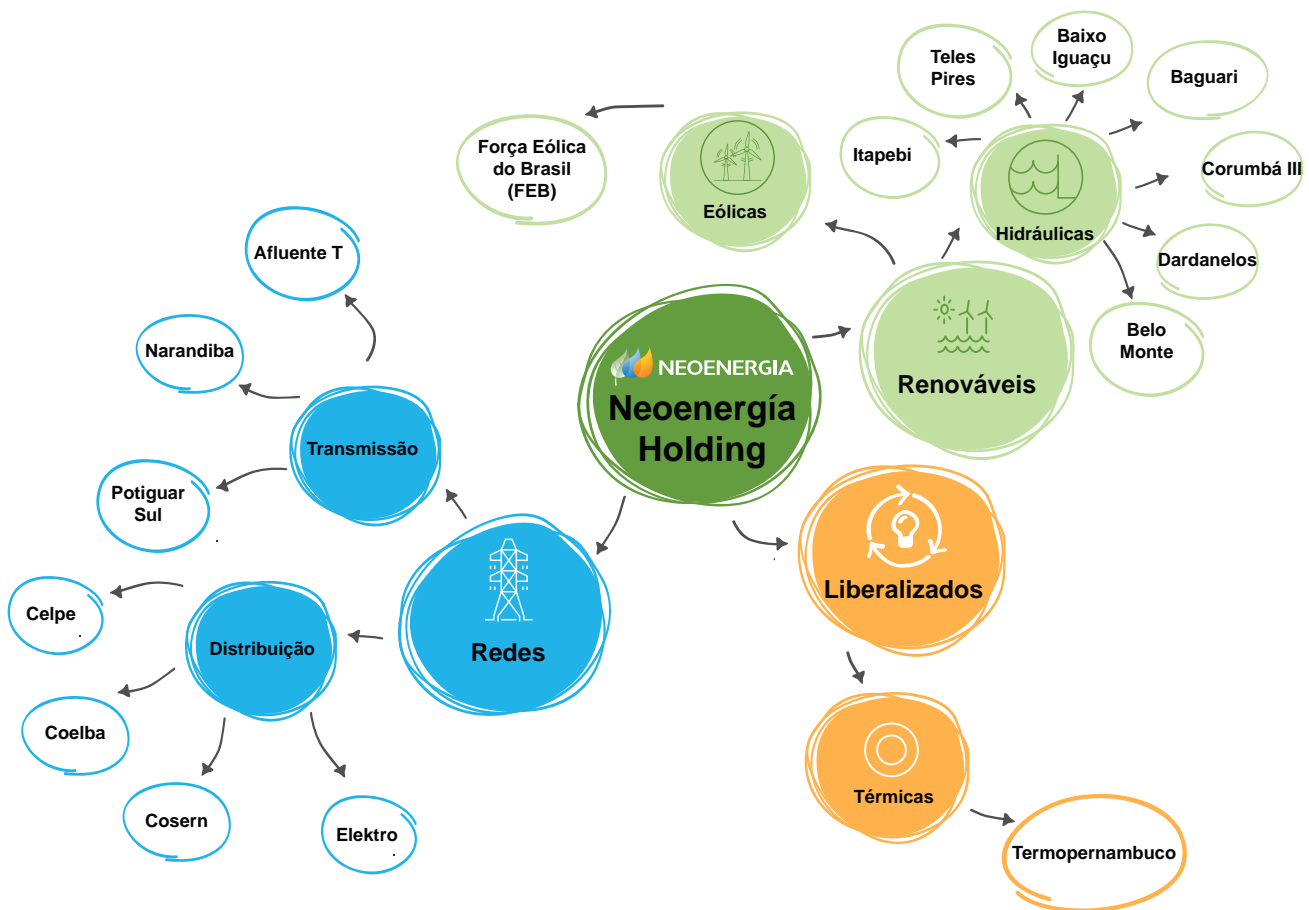 Baixo
Iguaçu
Teles
Pires
Baguari
Força Eólica
do Brasil
(FEB)
Itapebi
Corumbá III
Eólicas
Hidráulicas
Afluente T
Dardanelos
Narandiba
Belo
Monte
NEOENERGIA
Neoenergía
Holding
Renováveis
Transmissão
Potiguar
Sul
Liberalizados
Celpe
Distribuição
Redes
Coelba
Cosern
Elektro
Térmicas
Termopernambuco